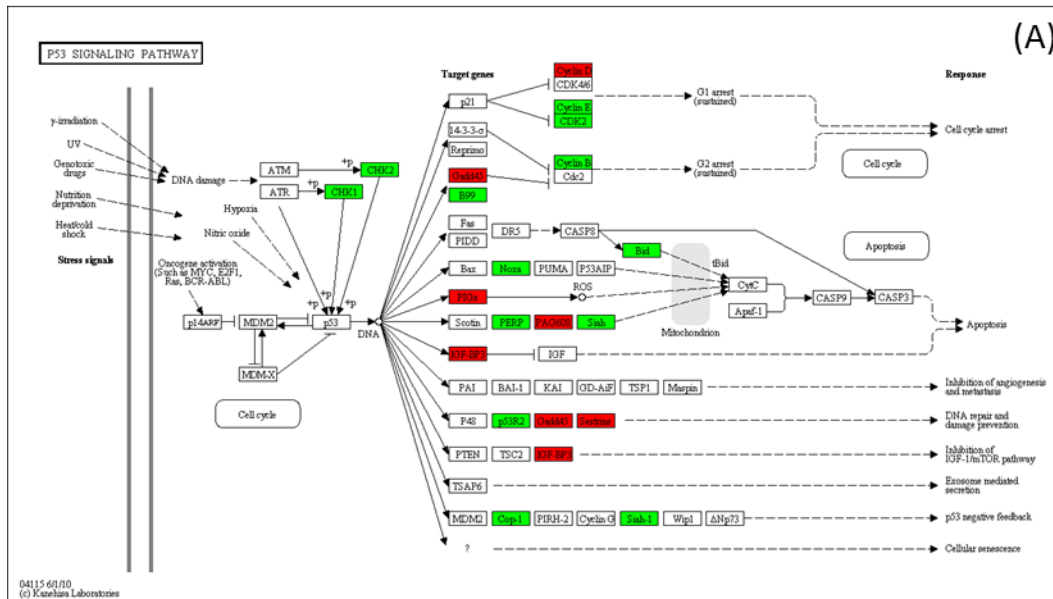 (A)
P53 SIGNALING PATHWAY
Target genes
Response
Cyclin D
CDK4/6
p21
Cyclin E
CDK2
G1 arrest
(sustained)
14-3-3-σ
Reprimo
Cyclin B
Cdc2
G2 arrest
(sustained)
Gadd45
B99
Cell cycle arrest
Cell cycle
γ-irradiation
UV
Genotoxic
drugs
Nutrition
deprivation
Heat/cold
shock
Stress signals
DNA damage
ATM
+p
CHK2
ATR
+p
CHK1
Hypoxia
Nitric oxide
Oncogene activation
(Such as MYC, E2F1,
Ras, BCR-ABL)
+p
+p
+p
p14ARF
MDM2
p53
DNA
MDM-X
Cell cycle
Fas
PIDD
DR5
CASP8
Bid
tBid
Apoptosis
Bax
Noxa
PUMA
P53AIP
CytC
PIGs
ROS
Mitochondrion
Apaf-1
CASP9
CASP3
Scotin
PERP
PAG608
Siah
Apoptosis
IGF-BP3
IGF
PAI
BAI-1
KAI
GD-AiF
TSP1
Maspin
Inhibition of angiogenesis
and metastasis
P48
p53R2
Gadd45
Sestrins
DNA repair and
damage prevention
PTEN
TSC2
IGF-BP3
Inhibition of
IGF-1/mTOR pathway
TSAP6
Exosome mediated
secretion
MDM2
Cop-1
PIRH-2
Cyclin G
Siah-1
Wip1
ΔNp73
p53 negative feedback
?
Cellular senescence
04115 6/1/10
(c) Kanehisa Laboratories